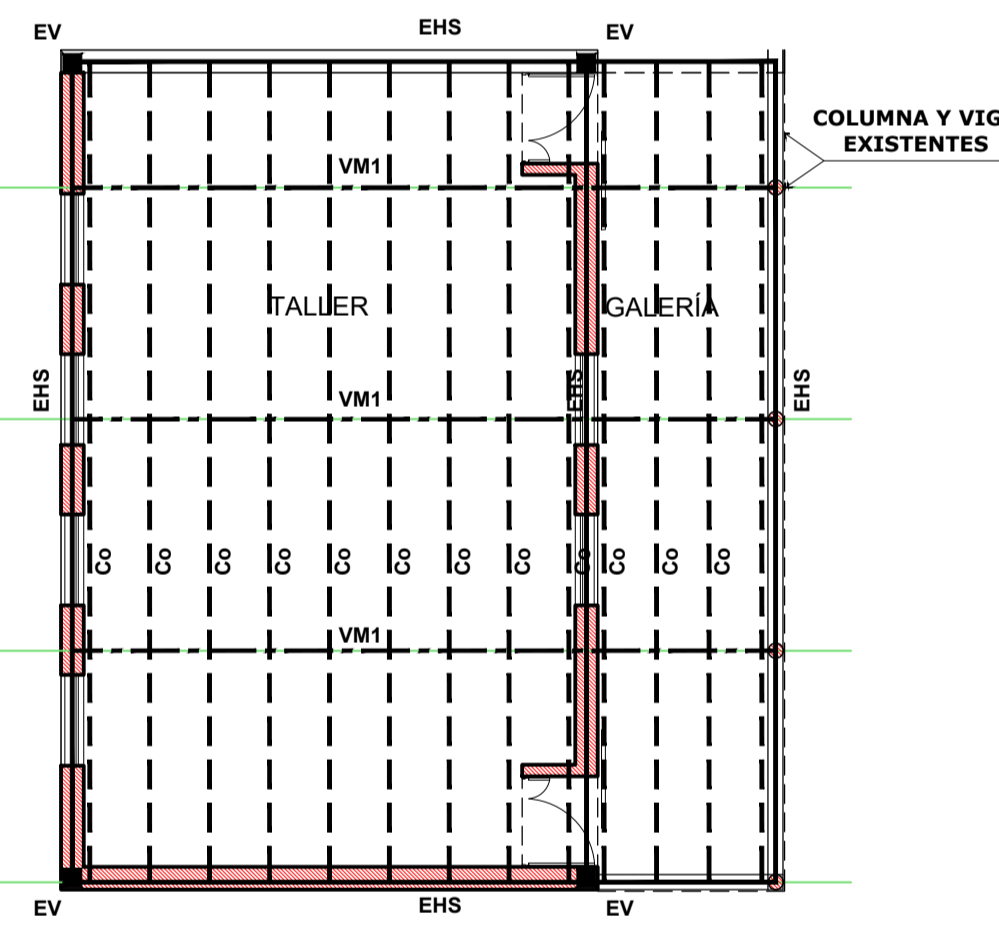 EV
EHS
EV
COLUMNA Y VIG
EXISTENTES
VM1
TALLER
GALERÍA
EHS
VM1
EHS
EHS
Co
Co
Co
Co
Co
Co
Co
Co
Co
Co
Co
Co
VM1
EV
EHS
EV